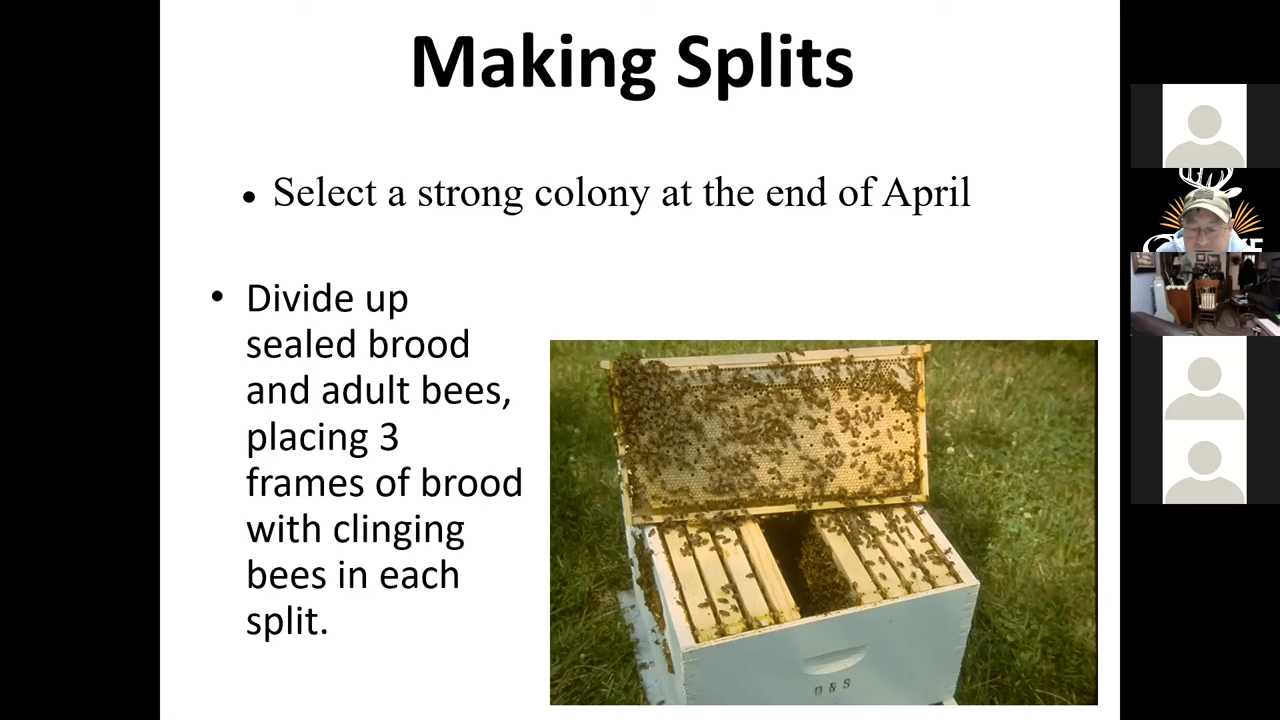 Making Splits
• Select a strong colony at the end of April
• Divide up
sealed brood
and adult bees,
placing 3
frames of brood
with clinging
bees in each
split.